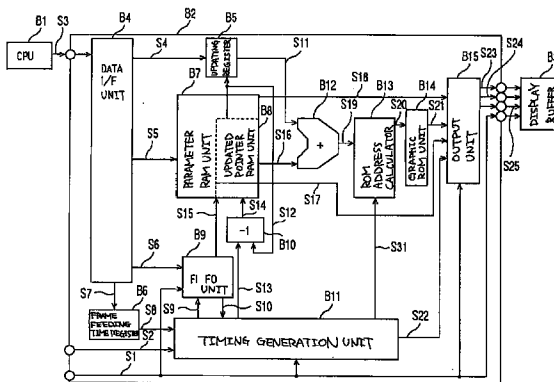 B1
B2
B4
B5
B15
S23
S24
CPU
S3
S4
UPDATING
REGISTER
S11
DATA
I/F
UNIT
B7
B8
S18
B12
B13
B14
S19
S20
S21
S25
DISPLAY
BUFFER
OUTPUT
UNIT
GRAPHIC
ROM UNIT
ROM
ADDRESS
CALCULATOR
+
PARAMETER
RAM UNIT
UPDATED
POINTER
RAM UNIT
S16
S5
S17
S15
S14
S12
-1
B10
B9
S6
FIFO
UNIT
S13
S31
S7
B6
S8
S9
S10
B11
S22
FRAME
FEEDING
TIME REGISTER
S2
S1
TIMING GENERATION UNIT